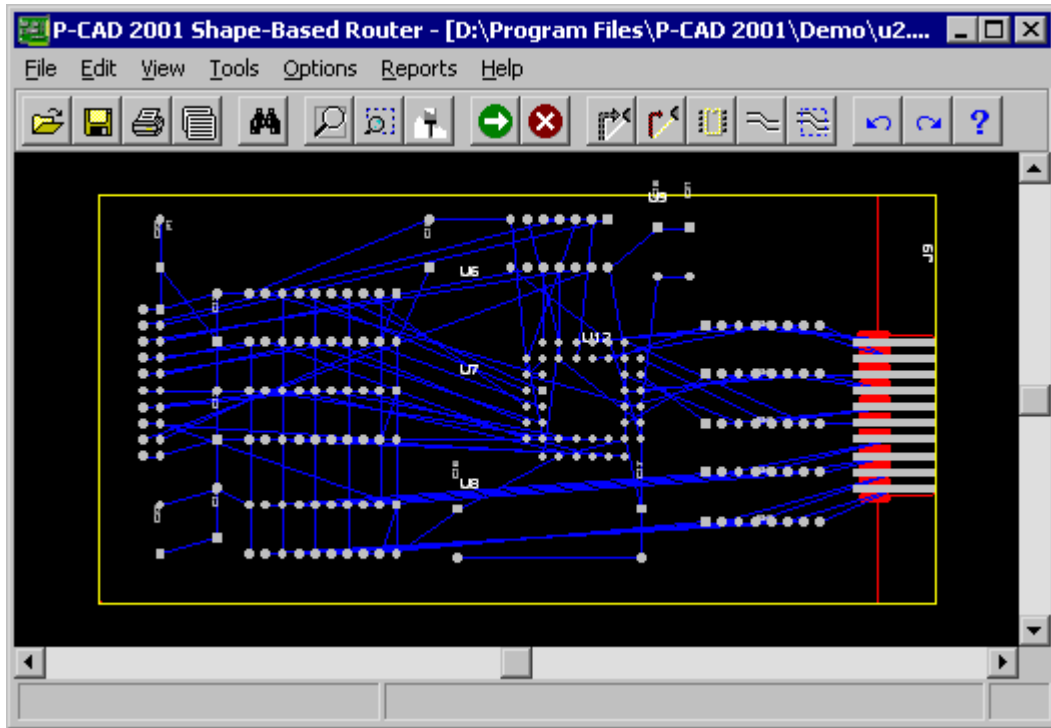 P-CAD 2001 Shape-Based Router - [D:\Program Files\P-CAD 2001\Demo\u2....
File Edit View Tools Options Reports Help
?
U9
J9
U6
U12
U7
U8